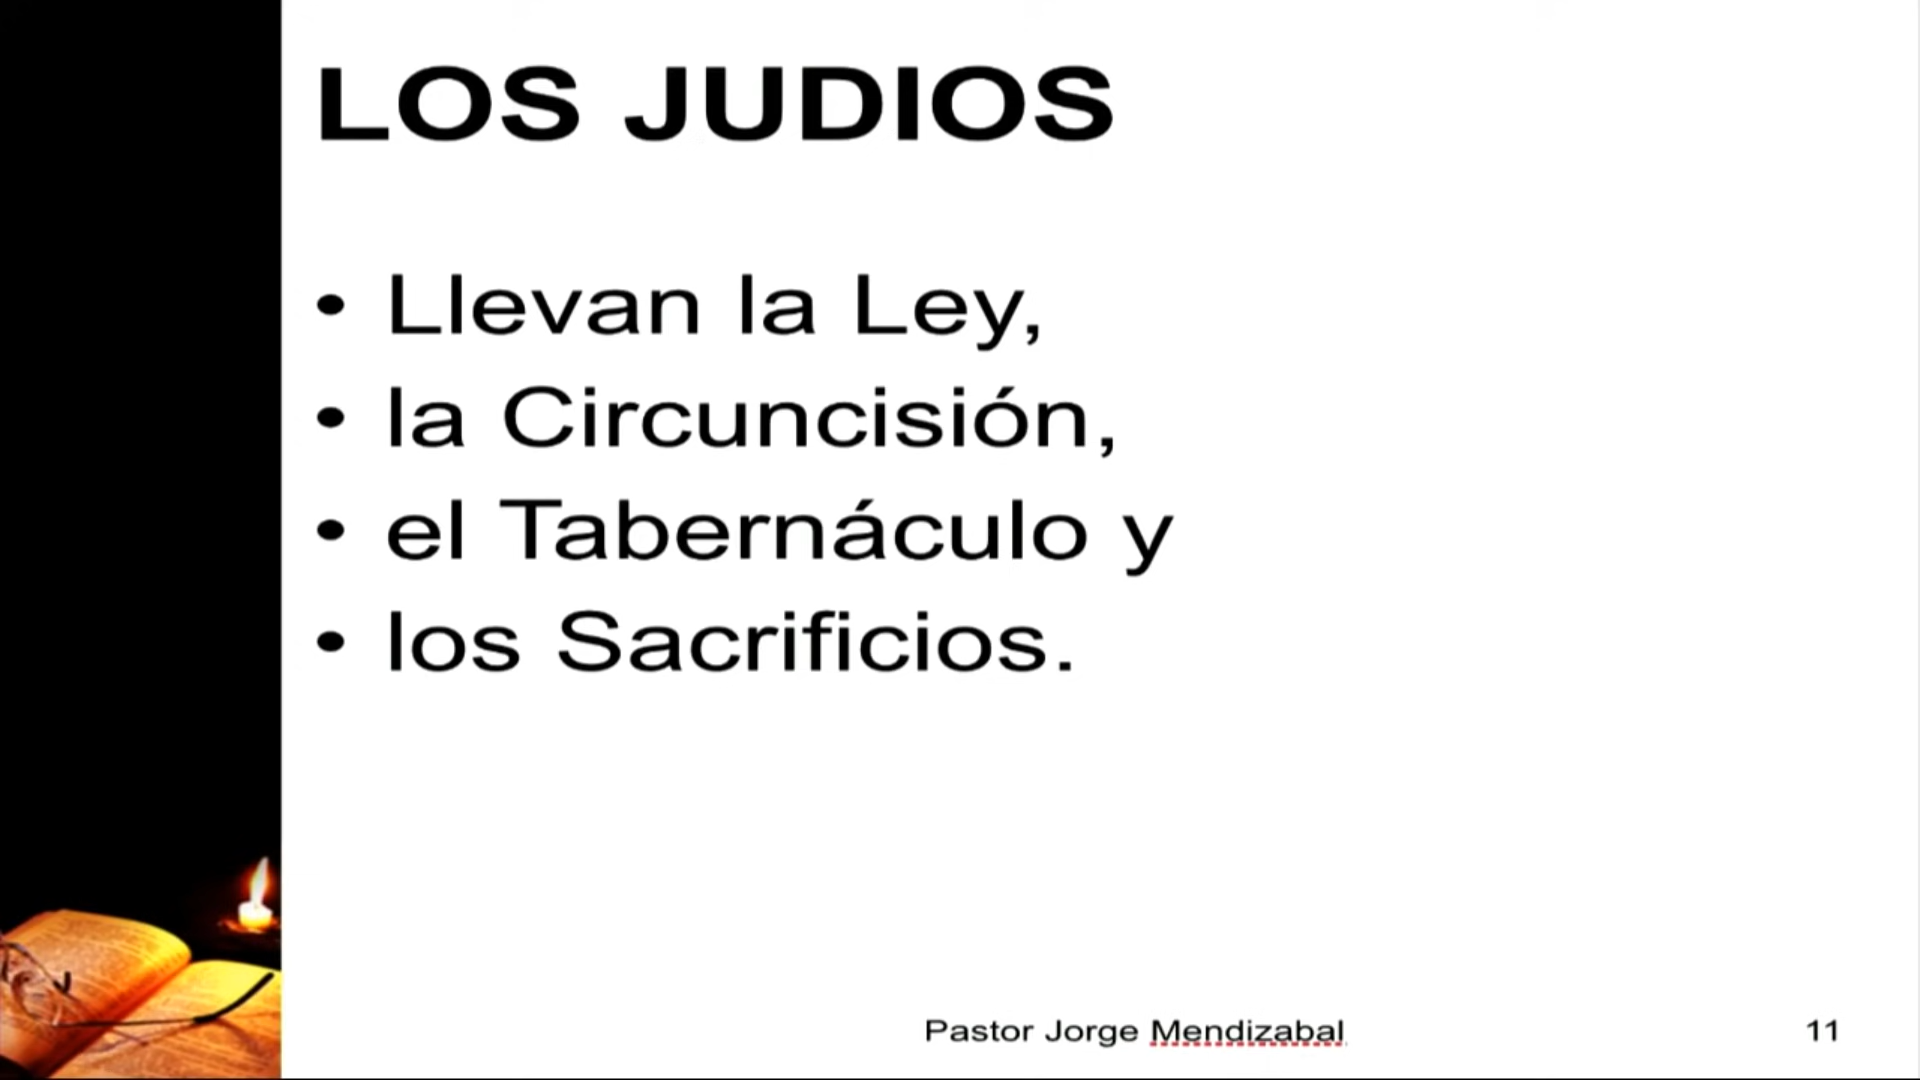 LOS JUDIOS
• Llevan la Ley,
• la Circuncisión,
• el Tabernáculo y
• los Sacrificios.
Pastor Jorge Mendizabal
11